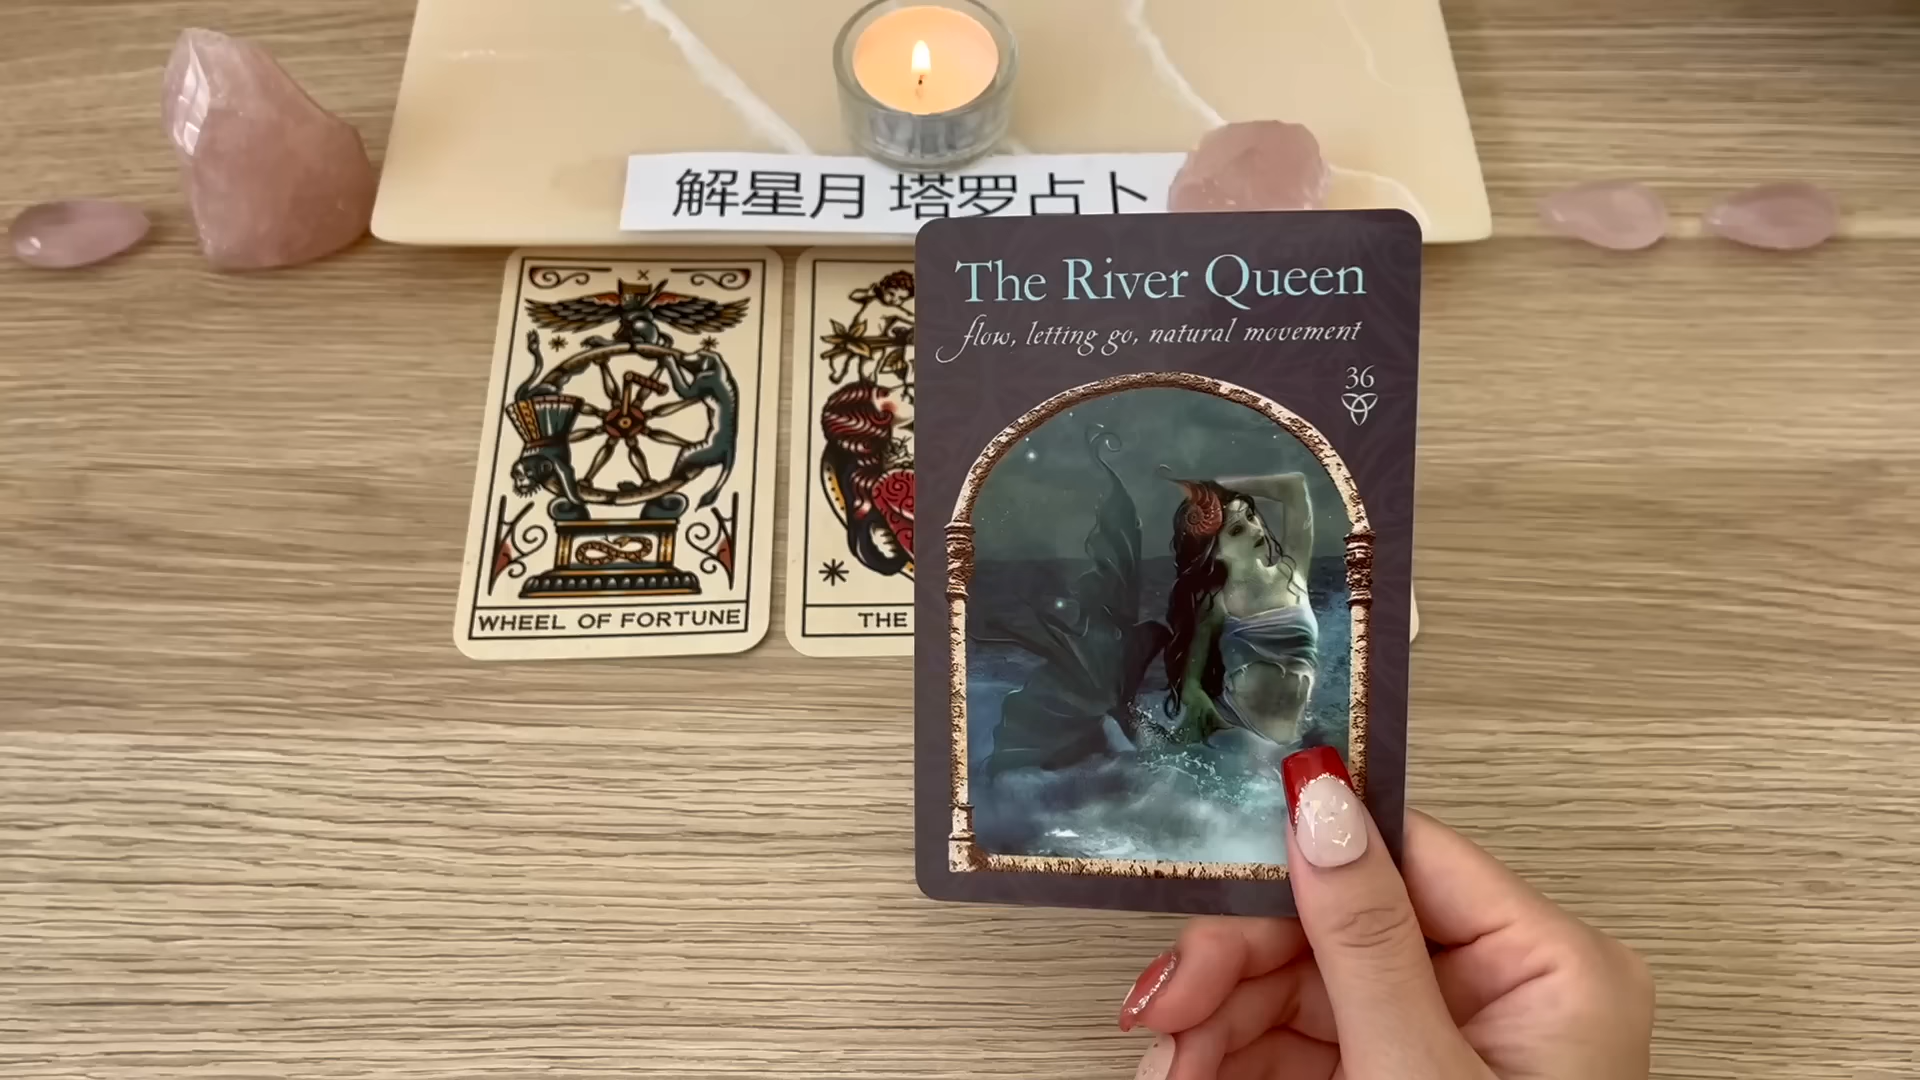 解星月 塔罗占卜
X
WHEEL OF FORTUNE
THE
The River Queen
flow, letting go, natural movement
36